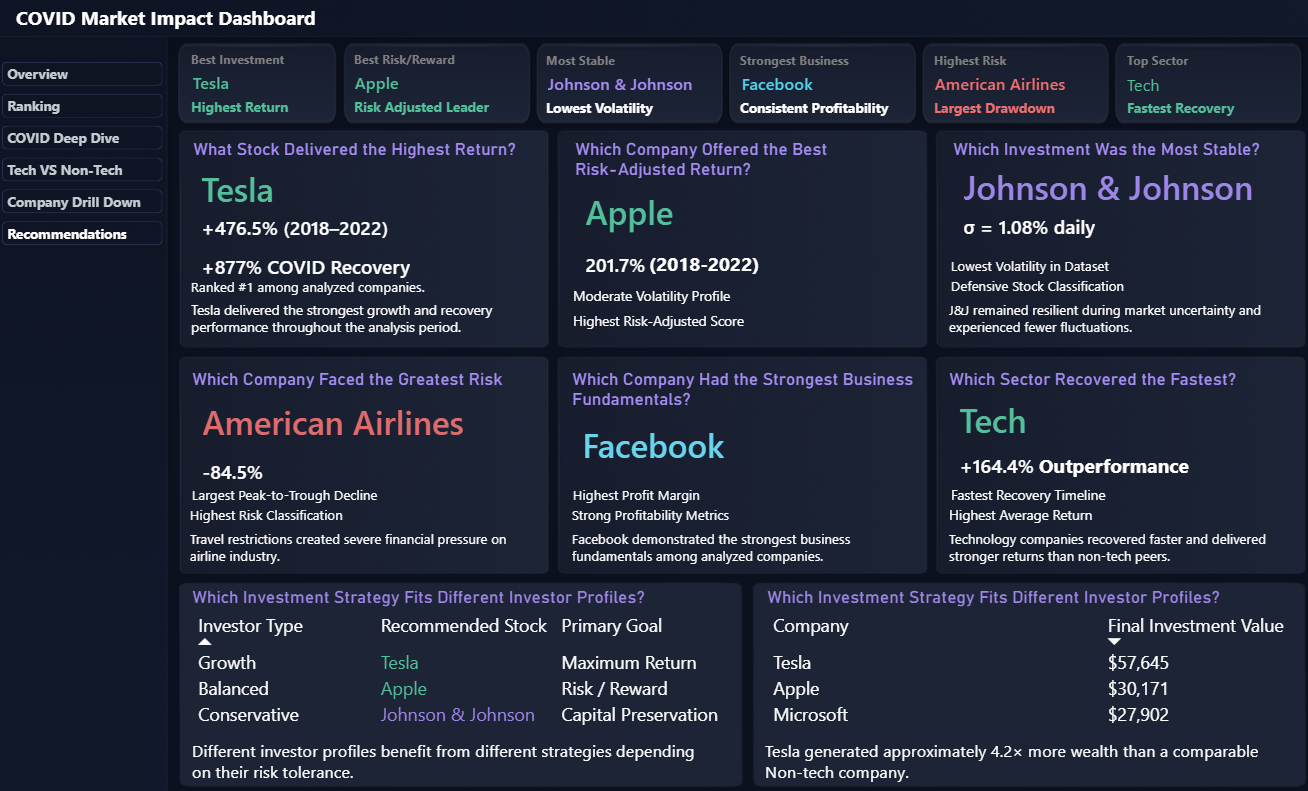 COVID Market Impact Dashboard
Overview
Ranking
COVID Deep Dive
Tech VS Non-Tech
Company Drill Down
Recommendations
Best Investment
Tesla
Highest Return
Best Risk/Reward
Apple
Risk Adjusted Leader
Most Stable
Johnson & Johnson
Lowest Volatility
Strongest Business
Facebook
Consistent Profitability
Highest Risk
American Airlines
Largest Drawdown
Top Sector
Tech
Fastest Recovery
What Stock Delivered the Highest Return?
Tesla
+476.5% (2018–2022)
+877% COVID Recovery
Ranked #1 among analyzed companies.
Tesla delivered the strongest growth and recovery
performance throughout the analysis period.
Which Company Offered the Best
Risk-Adjusted Return?
Apple
201.7% (2018-2022)
Moderate Volatility Profile
Highest Risk-Adjusted Score
Which Investment Was the Most Stable?
Johnson & Johnson
σ = 1.08% daily
Lowest Volatility in Dataset
Defensive Stock Classification
J&J remained resilient during market uncertainty and
experienced fewer fluctuations.
Which Company Faced the Greatest Risk
American Airlines
-84.5%
Largest Peak-to-Trough Decline
Highest Risk Classification
Travel restrictions created severe financial pressure on
airline industry.
Which Company Had the Strongest Business
Fundamentals?
Facebook
Highest Profit Margin
Strong Profitability Metrics
Facebook demonstrated the strongest business
fundamentals among analyzed companies.
Which Sector Recovered the Fastest?
Tech
+164.4% Outperformance
Fastest Recovery Timeline
Highest Average Return
Technology companies recovered faster and delivered
stronger returns than non-tech peers.
Which Investment Strategy Fits Different Investor Profiles?
Investor Type Recommended Stock Primary Goal
Growth Tesla Maximum Return
Balanced Apple Risk / Reward
Conservative Johnson & Johnson Capital Preservation
Different investor profiles benefit from different strategies depending
on their risk tolerance.
Which Investment Strategy Fits Different Investor Profiles?
Company Final Investment Value
Tesla $57,645
Apple $30,171
Microsoft $27,902
Tesla generated approximately 4.2× more wealth than a comparable
Non-tech company.